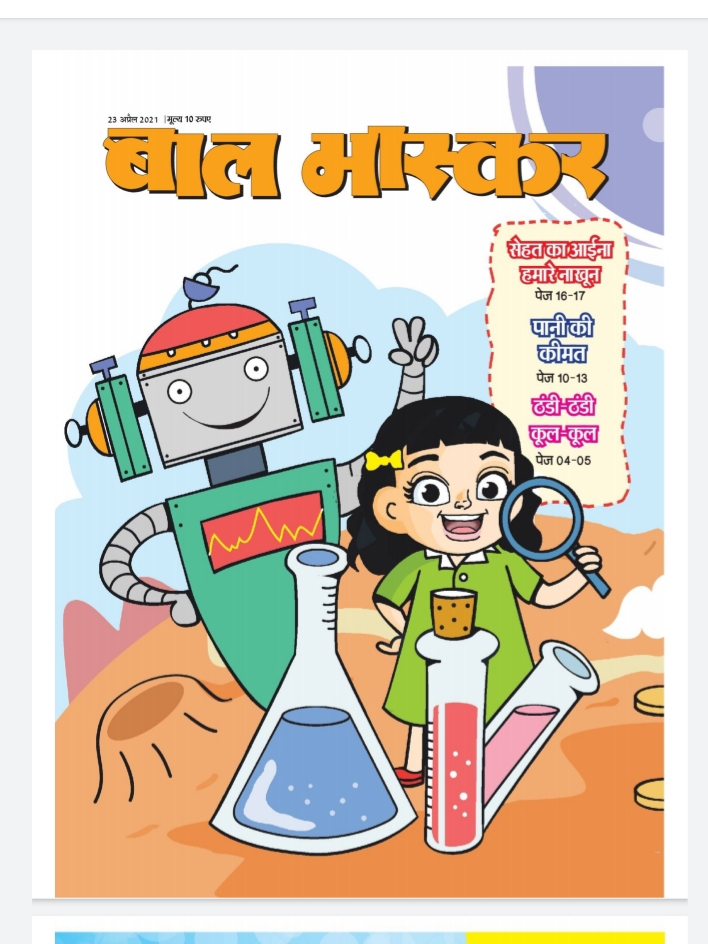 23 अप्रैल 2021 | मूल्य 10 रुपए
बाल भास्कर
सेहत का आईना
हमारे नाखून
पेज 16-17
पानी की
कीमत
पेज 10-13
ठंडी-ठंडी
कूल-कूल
पेज 04-05